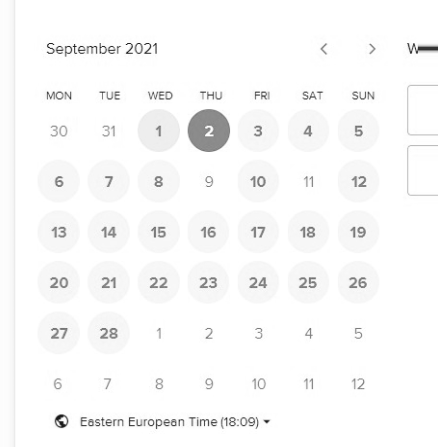 September 2021
MON TUE WED THU FRI SAT SUN
30 31 1 2 3 4 5
6 7 8 9 10 11 12
13 14 15 16 17 18 19
20 21 22 23 24 25 26
27 28 1 2 3 4 5
6 7 8 9 10 11 12
Eastern European Time (18:09)